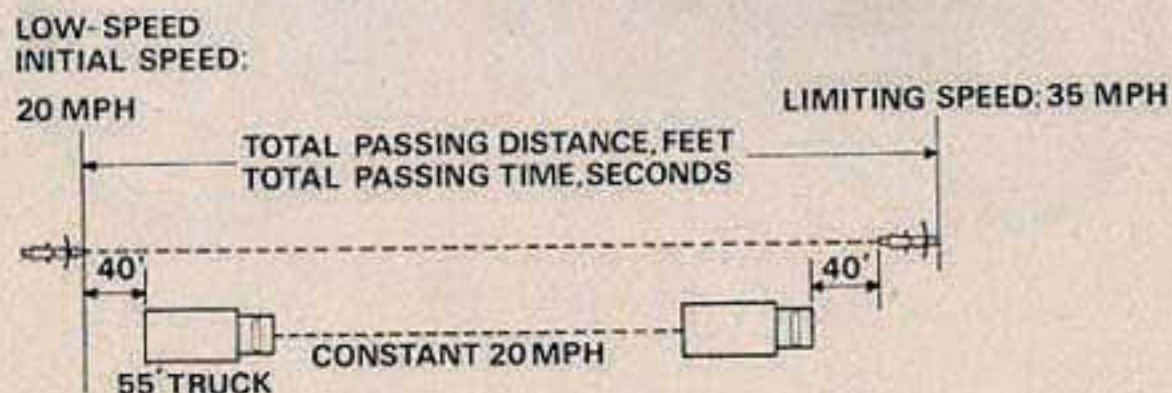 LOW-SPEED
INITIAL SPEED:
20 MPH
LIMITING SPEED: 35 MPH
TOTAL PASSING DISTANCE, FEET
TOTAL PASSING TIME, SECONDS
40'
40'
CONSTANT 20 MPH
55' TRUCK